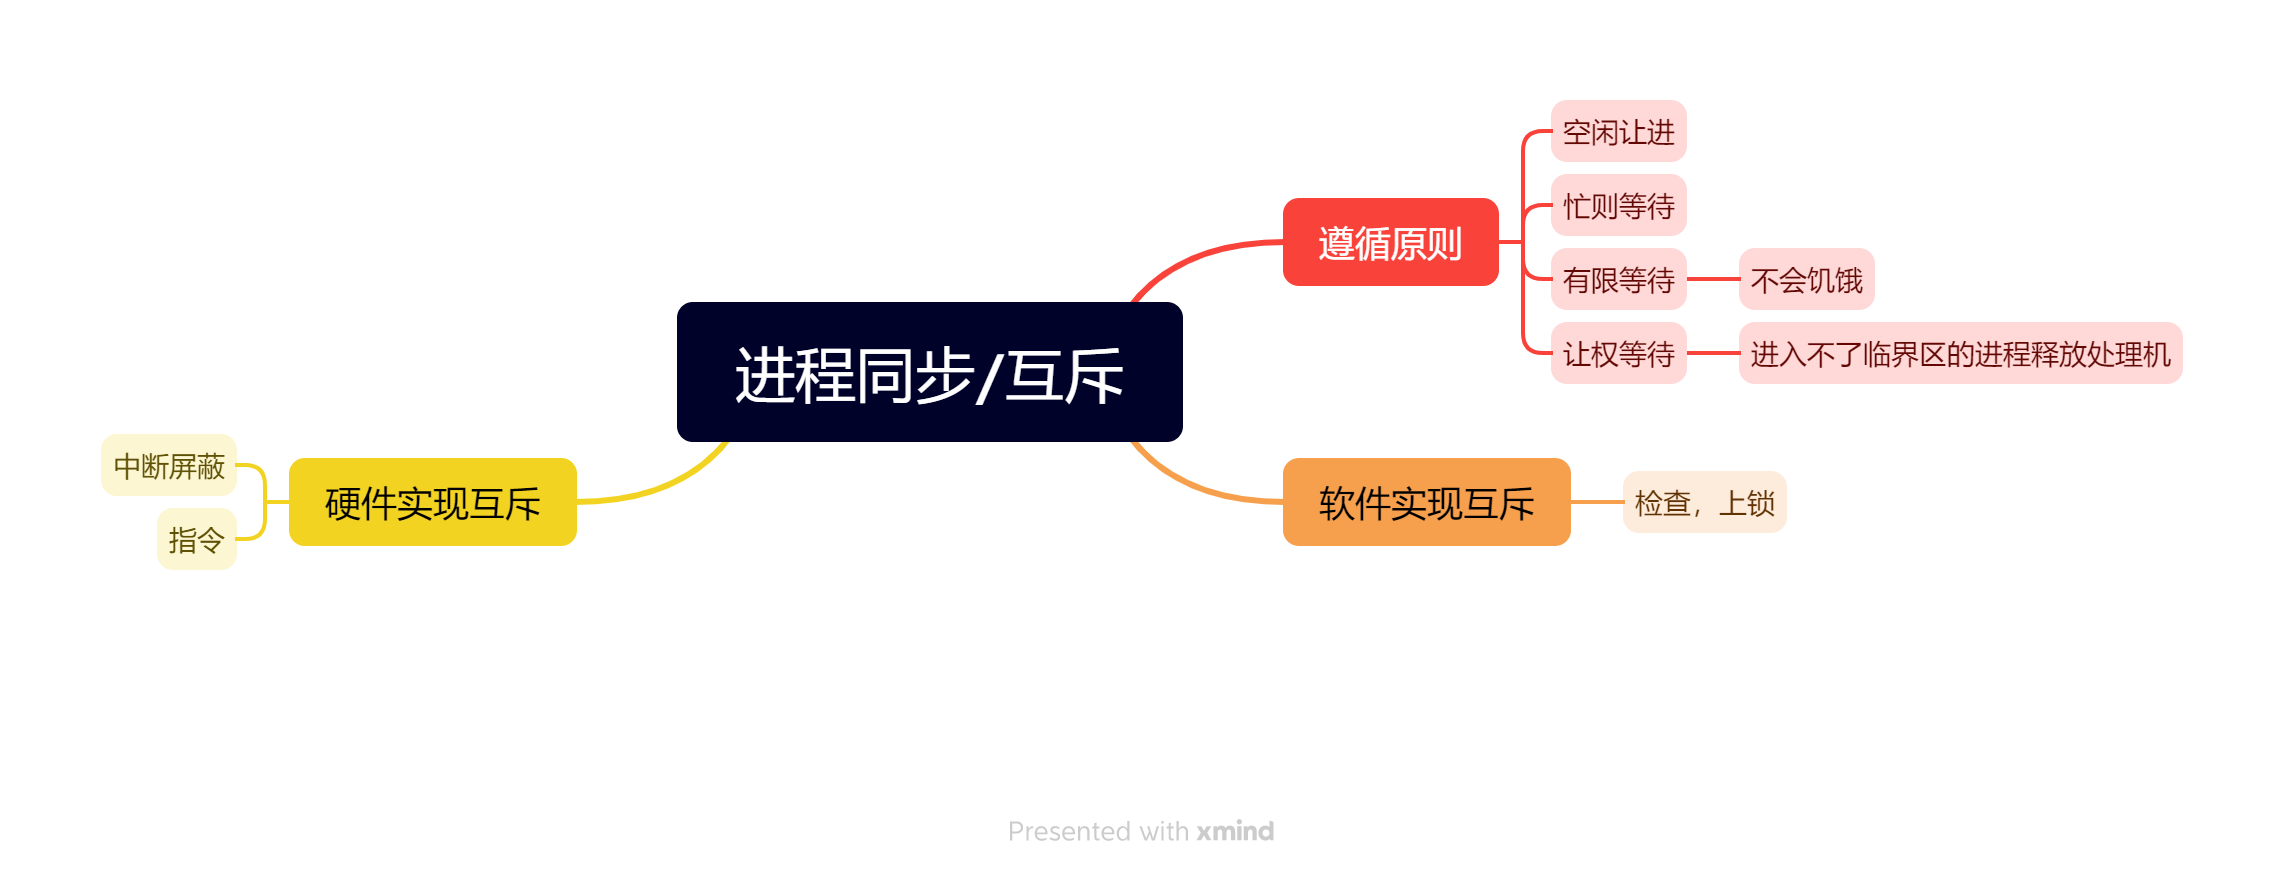 进程同步/互斥
遵循原则
空闲让进
忙则等待
有限等待
不会饥饿
让权等待
进入不了临界区的进程释放处理机
软件实现互斥
检查，上锁
硬件实现互斥
中断屏蔽
指令
Presented with xmind